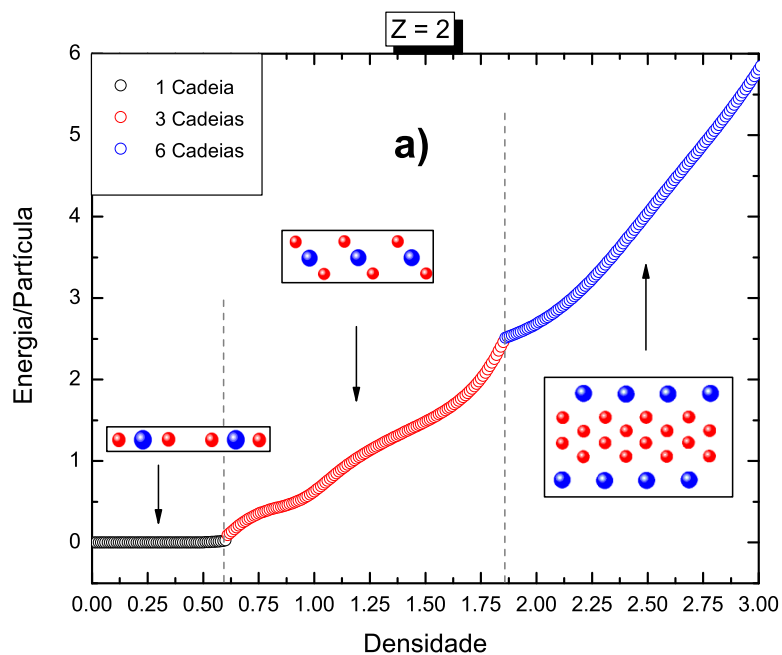 Z = 2
1 Cadeia
3 Cadeias
6 Cadeias
a)
Energia/Partícula
6
5
4
3
2
1
0
0.00 0.25 0.50 0.75 1.00 1.25 1.50 1.75 2.00 2.25 2.50 2.75 3.00
Densidade